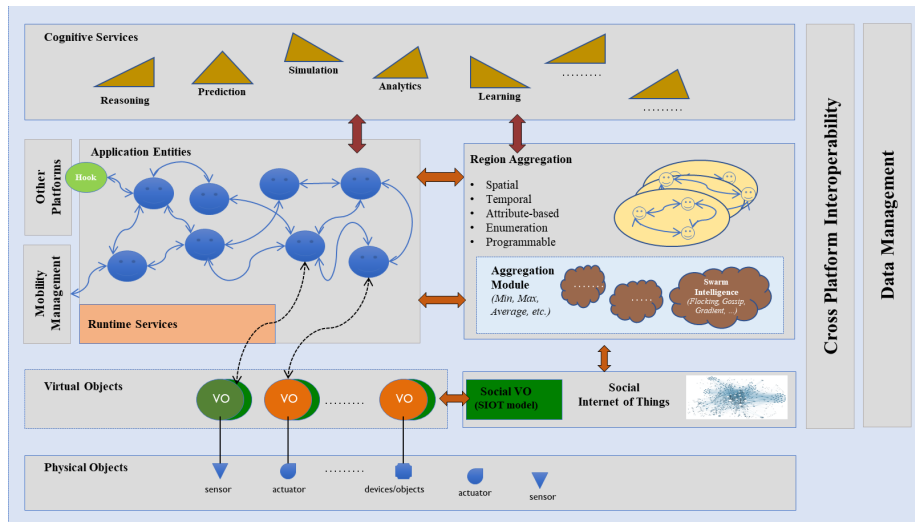 Cognitive Services
Reasoning
Prediction
Simulation
Analytics
Learning
.........
.........
Other
Platforms
Mobility
Management
Application Entities
Hook
Runtime Services
Region Aggregation
• Spatial
• Temporal
• Attribute-based
• Enumeration
• Programmable
Aggregation
Module
(Min, Max,
Average, etc.)
.......
.....
Swarm
Intelligence
(Flocking, Gossip,
Gradient, ...)
Virtual Objects
VO
VO
.........
VO
Social VO
(SIOT model)
Social
Internet of Things
Physical Objects
sensor
actuator
.........
devices/objects
actuator
sensor
Cross Platform Interoperability
Data Management